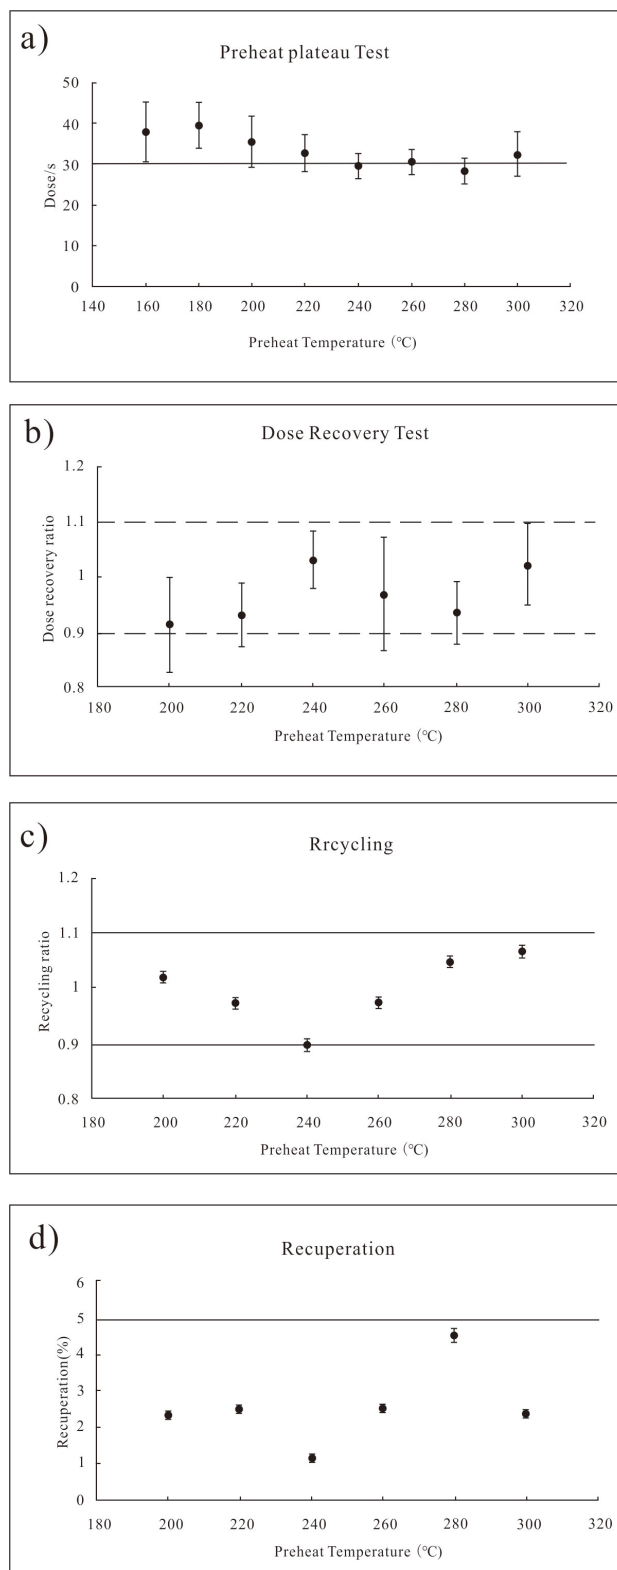 a)
Preheat plateau Test
50
40
30
20
10
0
Dose/s
140 160 180 200 220 240 260 280 300 320
Preheat Temperature (℃)
b)
Dose Recovery Test
1.2
1.1
1
0.9
0.8
Dose recovery ratio
180 200 220 240 260 280 300 320
Preheat Temperature (℃)
c)
Rrcycling
1.2
1.1
1
0.9
0.8
Recycling ratio
180 200 220 240 260 280 300 320
Preheat Temperature (℃)
d)
Recuperation
6
5
4
3
2
1
0
Recuperation(%)
180 200 220 240 260 280 300 320
Preheat Temperature (℃)